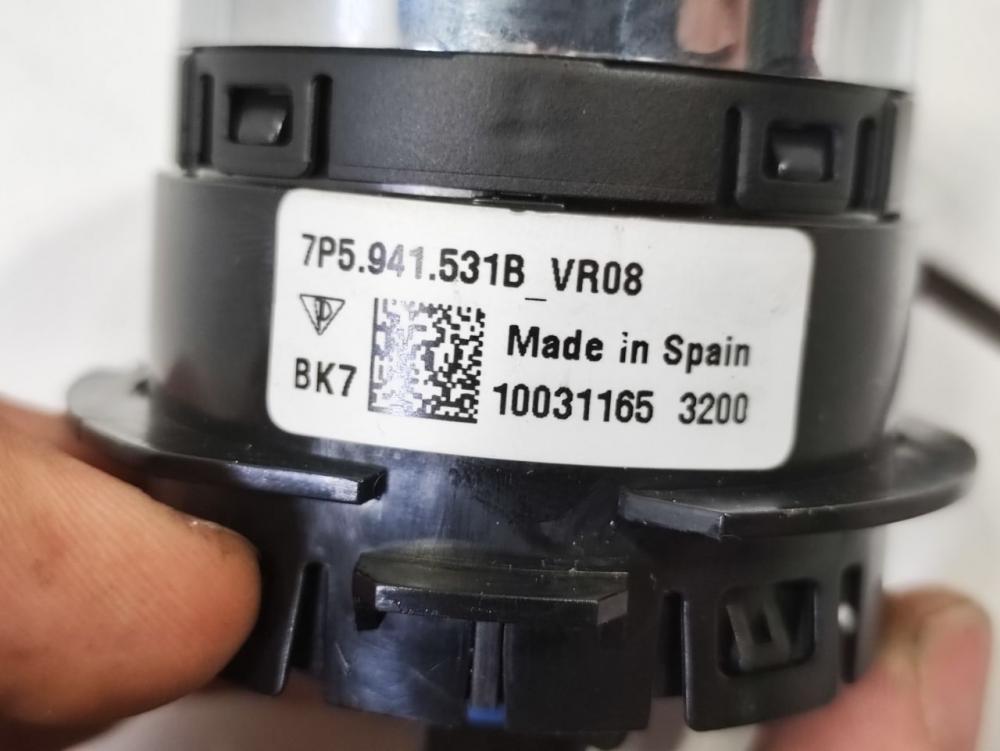 7P5.941.531B_VR08
Made in Spain
BK7
10031165 3200